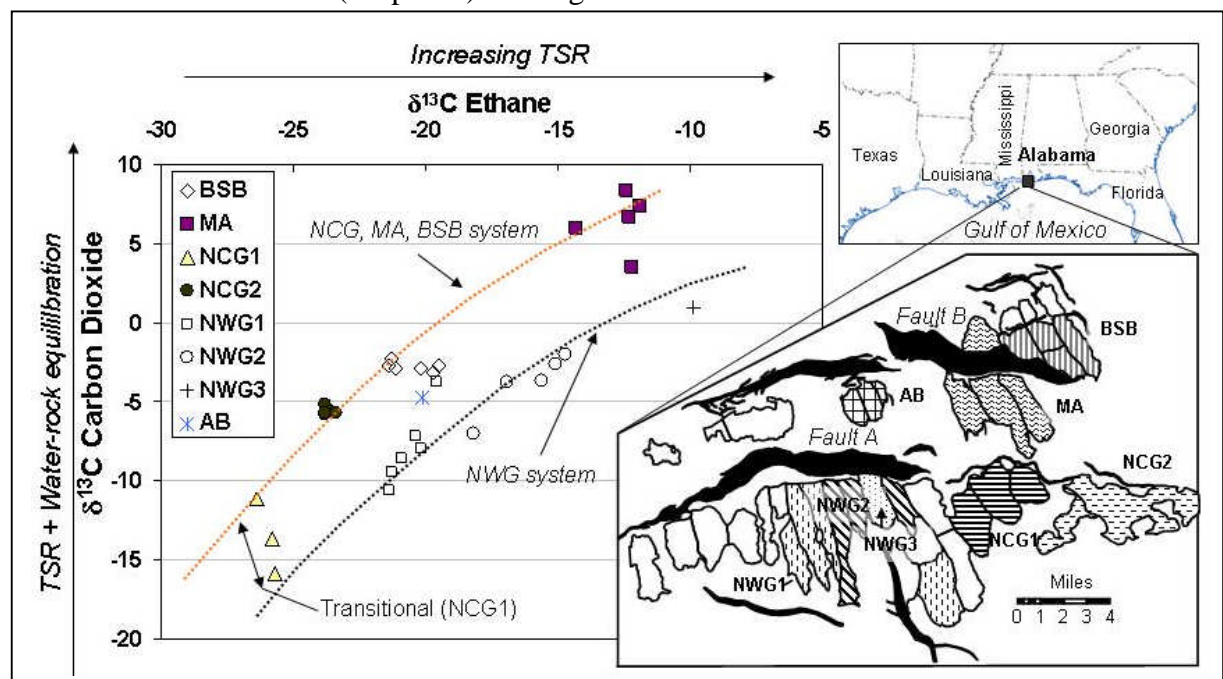 Increasing TSR
δ¹³C Ethane
-30
-25
-20
-15
-10
-5
TSR + Water-rock equililbration
δ¹³C Carbon Dioxide
10
5
0
-5
-10
-15
-20
BSB
MA
NCG1
NCG2
NWG1
NWG2
NWG3
AB
NCG, MA, BSB system
NWG system
Transitional (NCG1)
Texas
Louisiana
Mississippi
Alabama
Georgia
Florida
Gulf of Mexico
Fault B
BSB
AB
MA
Fault A
NCG2
NWG2
NCG1
NWG3
NWG1
Miles
0 1 2 3 4